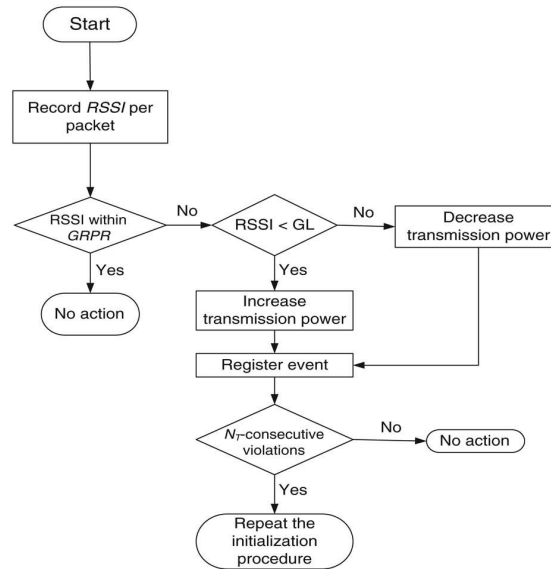 Start
Record RSSI per
packet
RSSI within
GRPR
No
RSSI < GL
No
Decrease
transmission power
Yes
No action
Yes
Increase
transmission power
Register event
N_T-consecutive
violations
No
No action
Yes
Repeat the
initialization
procedure